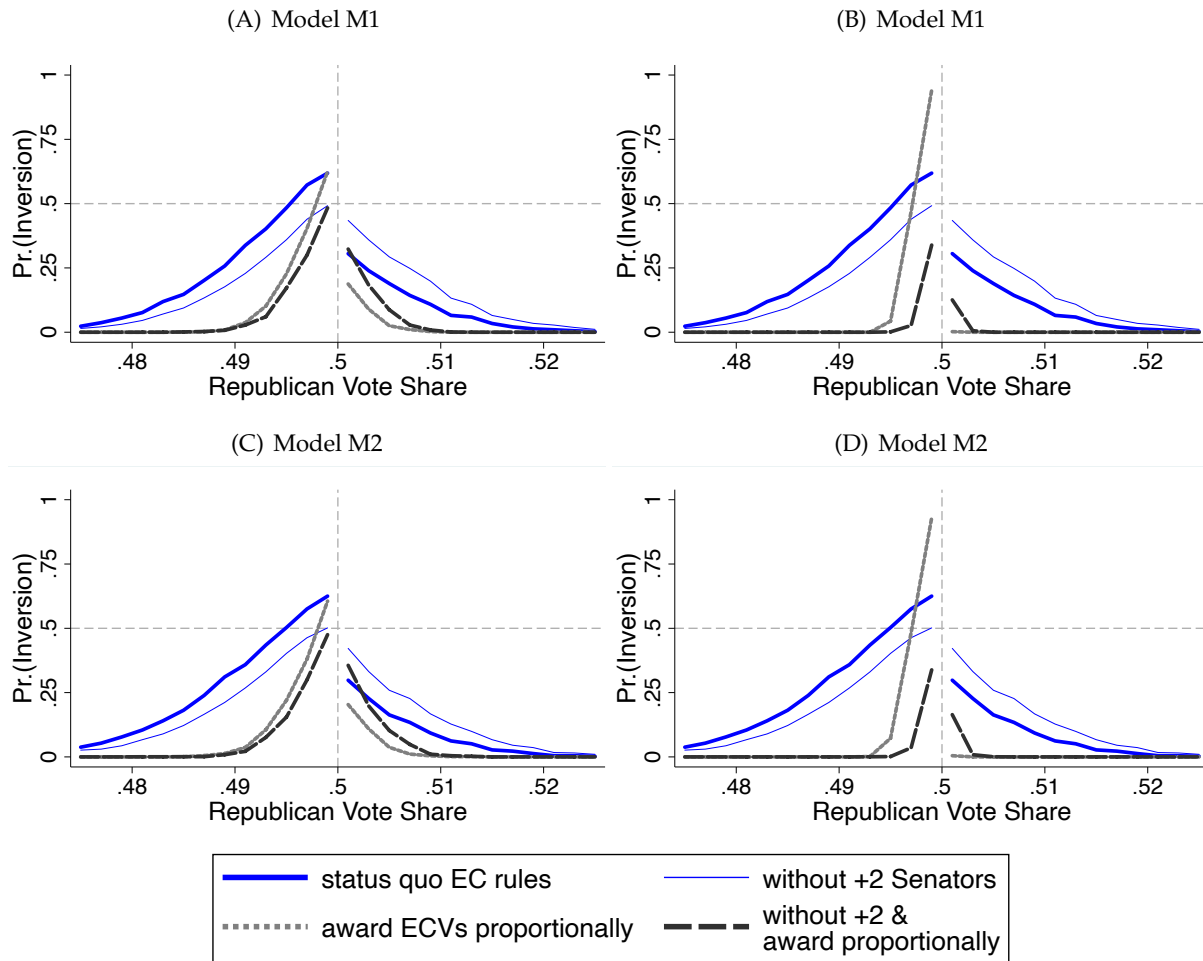 (A) Model M1
(B) Model M1
Pr.(Inversion)
1
.75
.5
.25
0
.48
.49
.5
.51
.52
Republican Vote Share
Pr.(Inversion)
1
.75
.5
.25
0
.48
.49
.5
.51
.52
Republican Vote Share
(C) Model M2
(D) Model M2
Pr.(Inversion)
1
.75
.5
.25
0
.48
.49
.5
.51
.52
Republican Vote Share
Pr.(Inversion)
1
.75
.5
.25
0
.48
.49
.5
.51
.52
Republican Vote Share
status quo EC rules
without +2 Senators
award ECVs proportionally
without +2 &
award proportionally